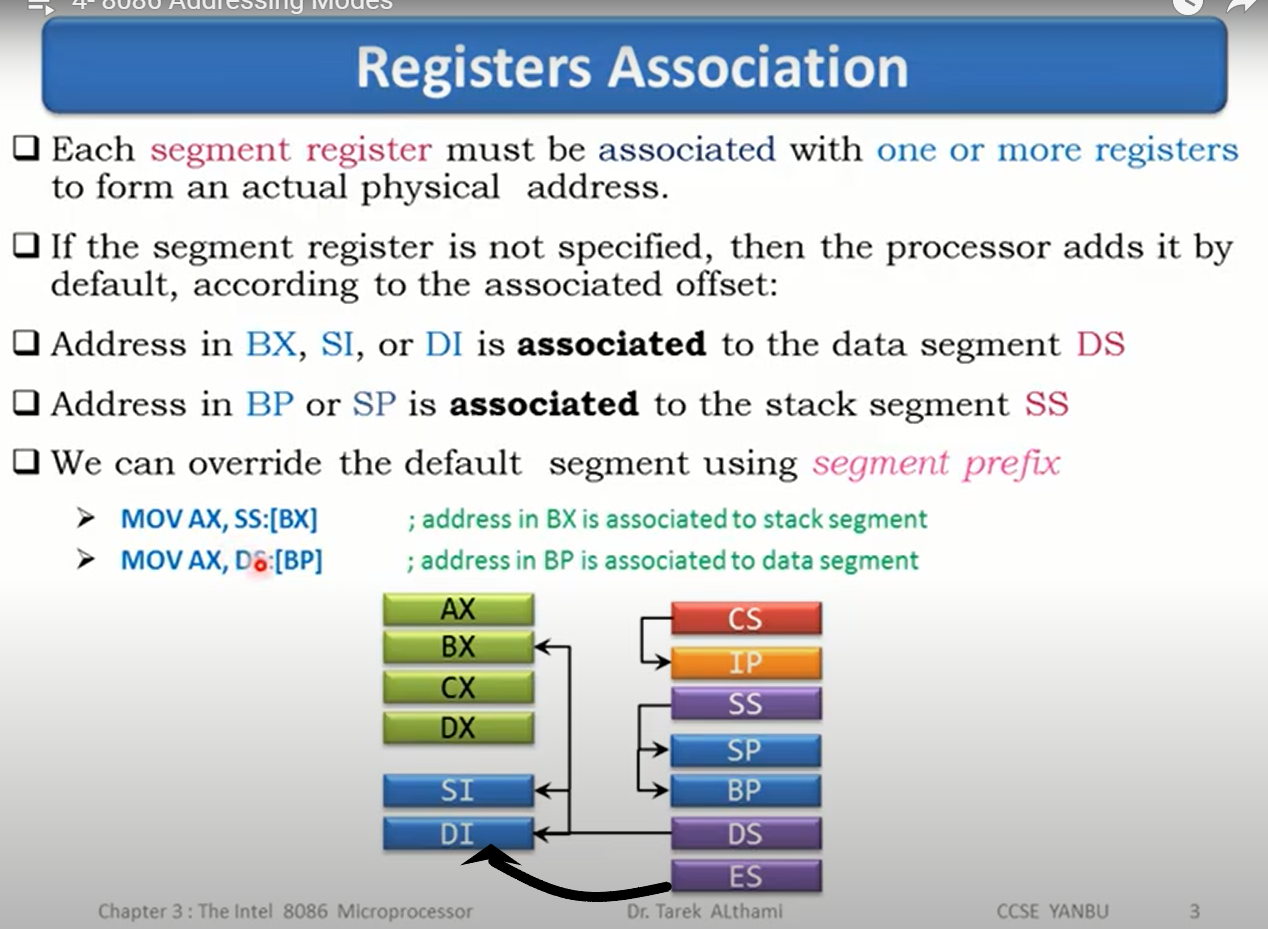 4- 8086 Addressing Modes
Registers Association
Each segment register must be associated with one or more registers
to form an actual physical address.
If the segment register is not specified, then the processor adds it by
default, according to the associated offset:
Address in BX, SI, or DI is associated to the data segment DS
Address in BP or SP is associated to the stack segment SS
We can override the default segment using segment prefix
MOV AX, SS:[BX] ; address in BX is associated to stack segment
MOV AX, DS:[BP] ; address in BP is associated to data segment
AX
BX
CX
DX
SI
DI
CS
IP
SS
SP
BP
DS
ES
Chapter 3 : The Intel 8086 Microprocessor Dr. Tarek ALthami CCSE YANBU 3